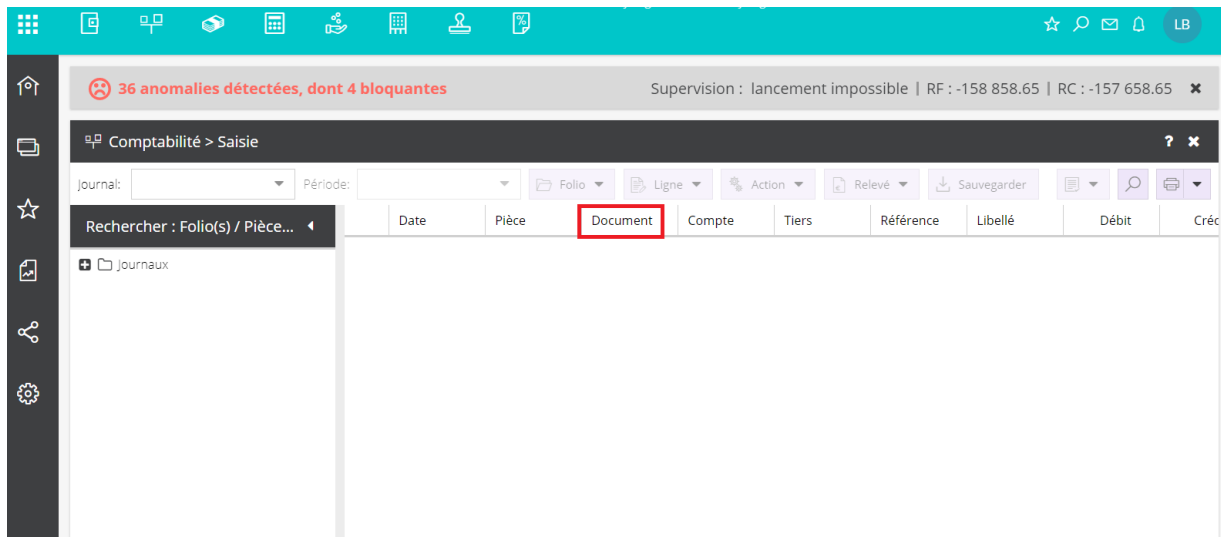 LB
36 anomalies détectées, dont 4 bloquantes
Supervision : lancement impossible | RF : -158 858.65 | RC : -157 658.65
Comptabilité > Saisie
Journal: Période: Folio Ligne Action Relevé Sauvegarder
Rechercher : Folio(s) / Pièce... Date Pièce Document Compte Tiers Référence Libellé Débit Créd
Journaux